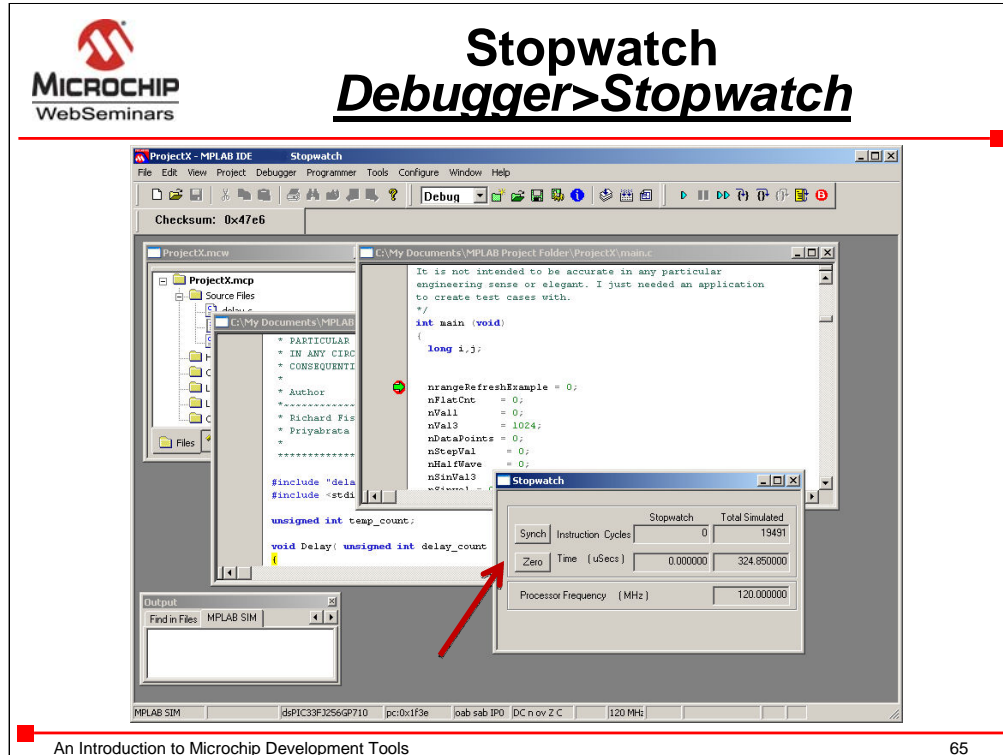 MICROCHIP
WebSeminars
Stopwatch
Debugger>Stopwatch
ProjectX - MPLAB IDE Stopwatch
File Edit View Project Debugger Programmer Tools Configure Window Help
Debug
Checksum: 0x47e6
ProjectX.mcw
ProjectX.mcp
Source Files
delay.c
H
C
L
L
C
Files
C:\My Documents\MPLAB
* PARTICULAR
* IN ANY CIRC
* CONSEQUENTI
*
* Author
*~~~~~~~~~~~~~
* Richard Fis
* Priyabrata
*
*************
#include "dela
#include <stdi
unsigned int temp_count;
void Delay( unsigned int delay_count
{
C:\My Documents\MPLAB Project Folder\ProjectX\main.c
It is not intended to be accurate in any particular
engineering sense or elegant. I just needed an application
to create test cases with.
*/
int main (void)
{
long i,j;
nrangeRefreshExample = 0;
nFlatCnt = 0;
nVal1 = 0;
nVal3 = 1024;
nDataPoints = 0;
nStepVal = 0;
nHalfWave = 0;
nSinVal3
Stopwatch
Stopwatch Total Simulated
Synch Instruction Cycles 0 19491
Zero Time (uSecs) 0.000000 324.850000
Processor Frequency (MHz) 120.000000
Output
Find in Files MPLAB SIM
MPLAB SIM dsPIC33FJ256GP710 pc:0x1f3e oab sab IP0 DC n ov Z C 120 MHz
An Introduction to Microchip Development Tools 65